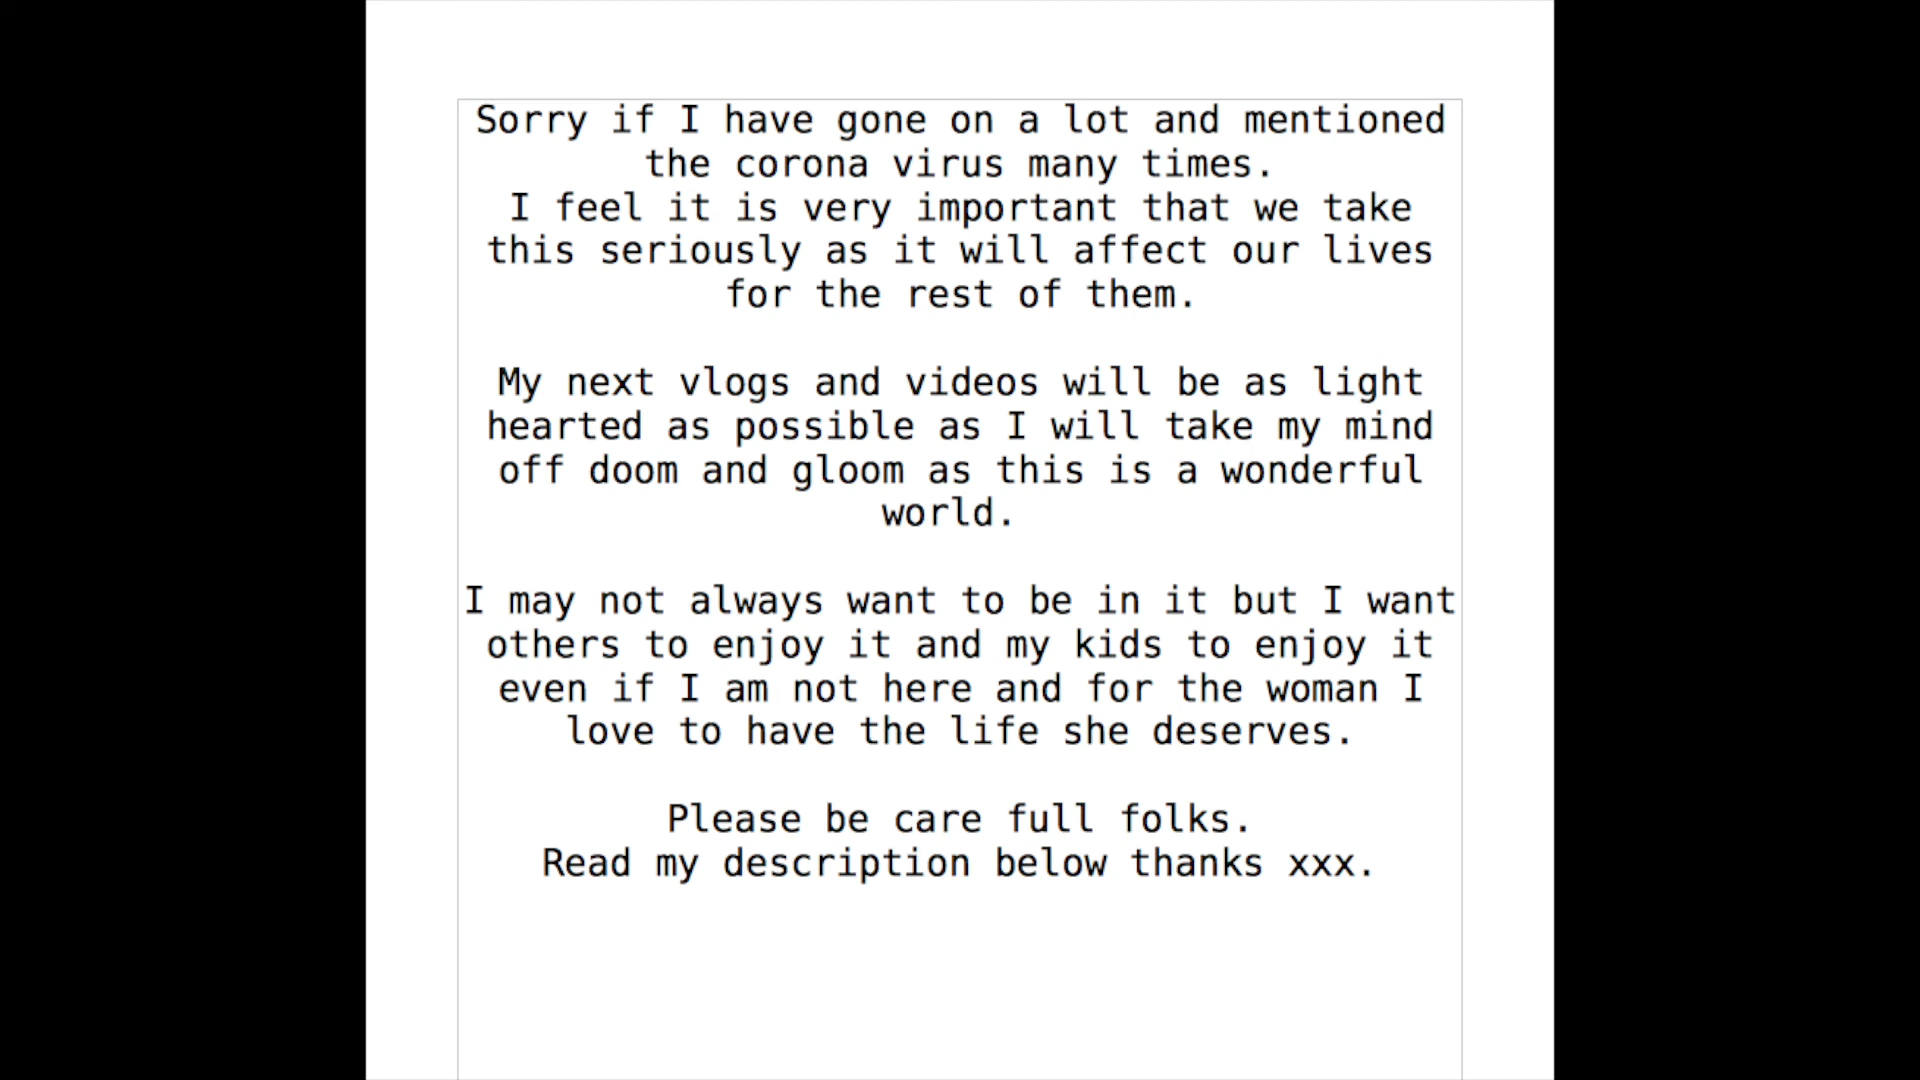 Sorry if I have gone on a lot and mentioned
the corona virus many times.
I feel it is very important that we take
this seriously as it will affect our lives
for the rest of them.
My next vlogs and videos will be as light
hearted as possible as I will take my mind
off doom and gloom as this is a wonderful
world.
I may not always want to be in it but I want
others to enjoy it and my kids to enjoy it
even if I am not here and for the woman I
love to have the life she deserves.
Please be care full folks.
Read my description below thanks xxx.